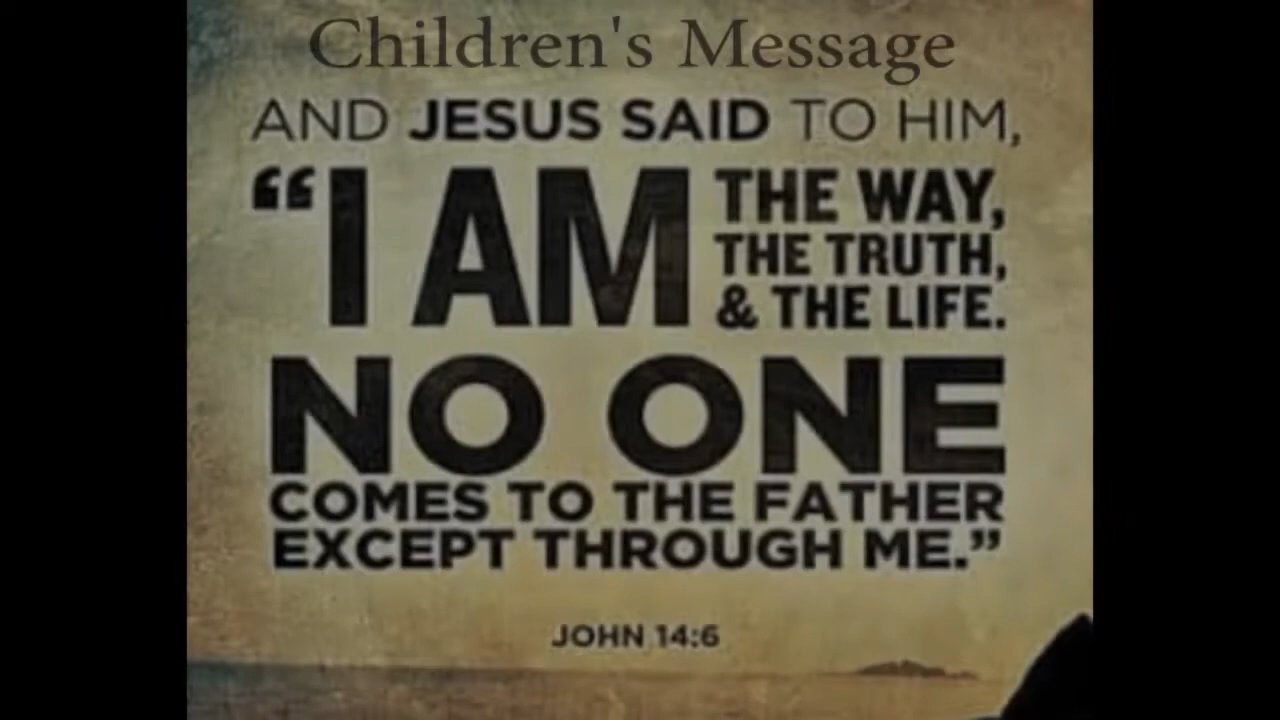 Children's Message
AND JESUS SAID TO HIM,
“I AM THE WAY,
THE TRUTH,
& THE LIFE.
NO ONE
COMES TO THE FATHER
EXCEPT THROUGH ME.”
JOHN 14:6